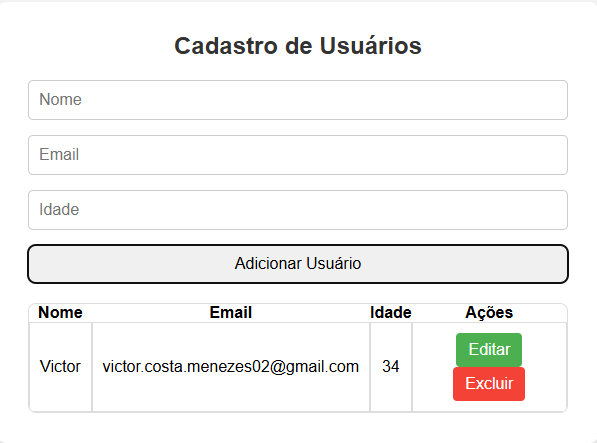 Cadastro de Usuários
Nome
Email
Idade
Adicionar Usuário
Nome Email Idade Ações
Victor victor.costa.menezes02@gmail.com 34 Editar
Excluir